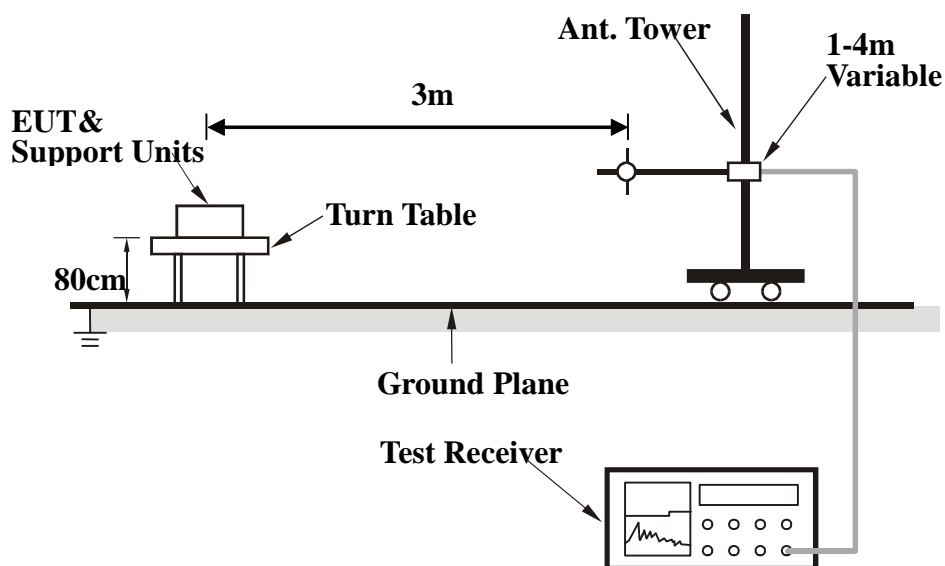 Ant. Tower
1-4m
Variable
3m
EUT&
Support Units
Turn Table
80cm
Ground Plane
Test Receiver